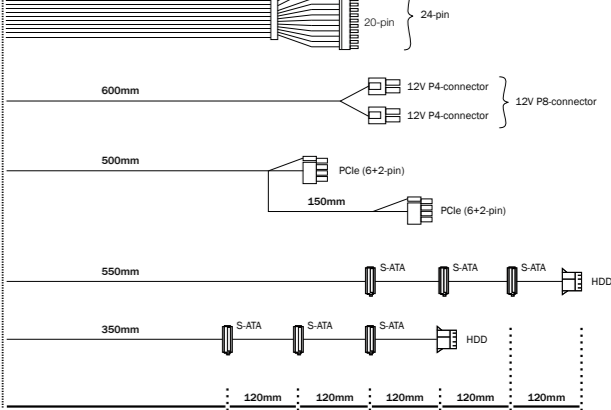 20-pin
24-pin
600mm
12V P4-connector
12V P8-connector
12V P4-connector
500mm
PCIe (6+2-pin)
150mm
PCIe (6+2-pin)
550mm
S-ATA
S-ATA
S-ATA
HDD
350mm
S-ATA
S-ATA
S-ATA
HDD
120mm
120mm
120mm
120mm
120mm